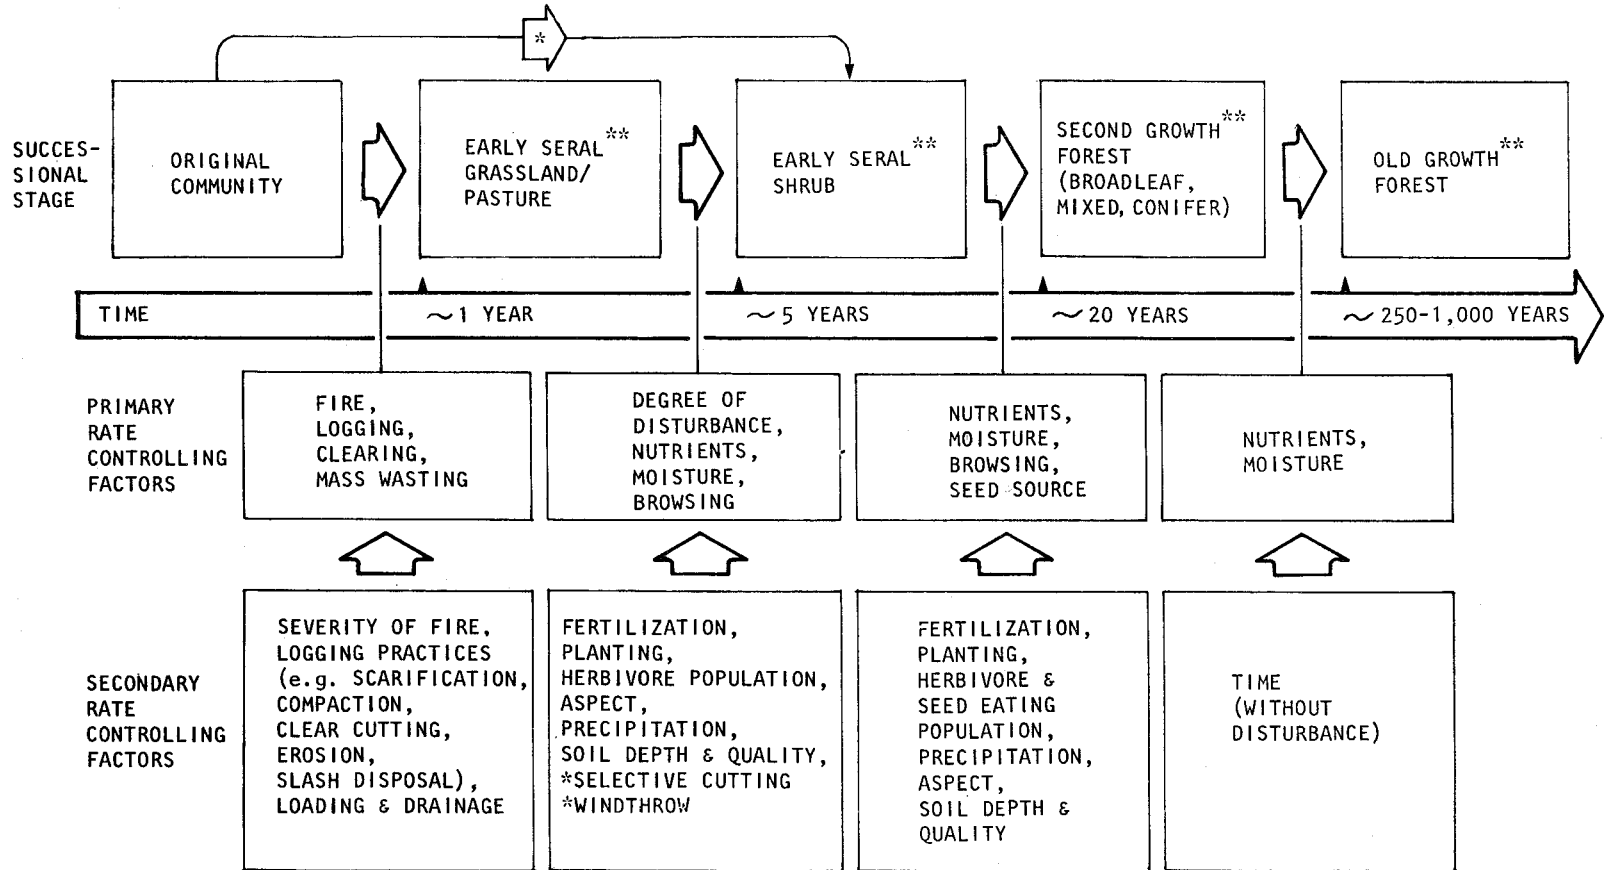 *
SUCCES-
SIONAL
STAGE
ORIGINAL
COMMUNITY
EARLY SERAL**
GRASSLAND/
PASTURE
EARLY SERAL**
SHRUB
SECOND GROWTH**
FOREST
(BROADLEAF,
MIXED, CONIFER)
OLD GROWTH**
FOREST
TIME
~1 YEAR
~5 YEARS
~20 YEARS
~250-1,000 YEARS
PRIMARY
RATE
CONTROLLING
FACTORS
FIRE,
LOGGING,
CLEARING,
MASS WASTING
DEGREE OF
DISTURBANCE,
NUTRIENTS,
MOISTURE,
BROWSING
NUTRIENTS,
MOISTURE,
BROWSING,
SEED SOURCE
NUTRIENTS,
MOISTURE
SECONDARY
RATE
CONTROLLING
FACTORS
SEVERITY OF FIRE,
LOGGING PRACTICES
(e.g. SCARIFICATION,
COMPACTION,
CLEAR CUTTING,
EROSION,
SLASH DISPOSAL),
LOADING & DRAINAGE
FERTILIZATION,
PLANTING,
HERBIVORE POPULATION,
ASPECT,
PRECIPITATION,
SOIL DEPTH & QUALITY,
*SELECTIVE CUTTING
*WINDTHROW
FERTILIZATION,
PLANTING,
HERBIVORE &
SEED EATING
POPULATION,
PRECIPITATION,
ASPECT,
SOIL DEPTH &
QUALITY
TIME
(WITHOUT
DISTURBANCE)